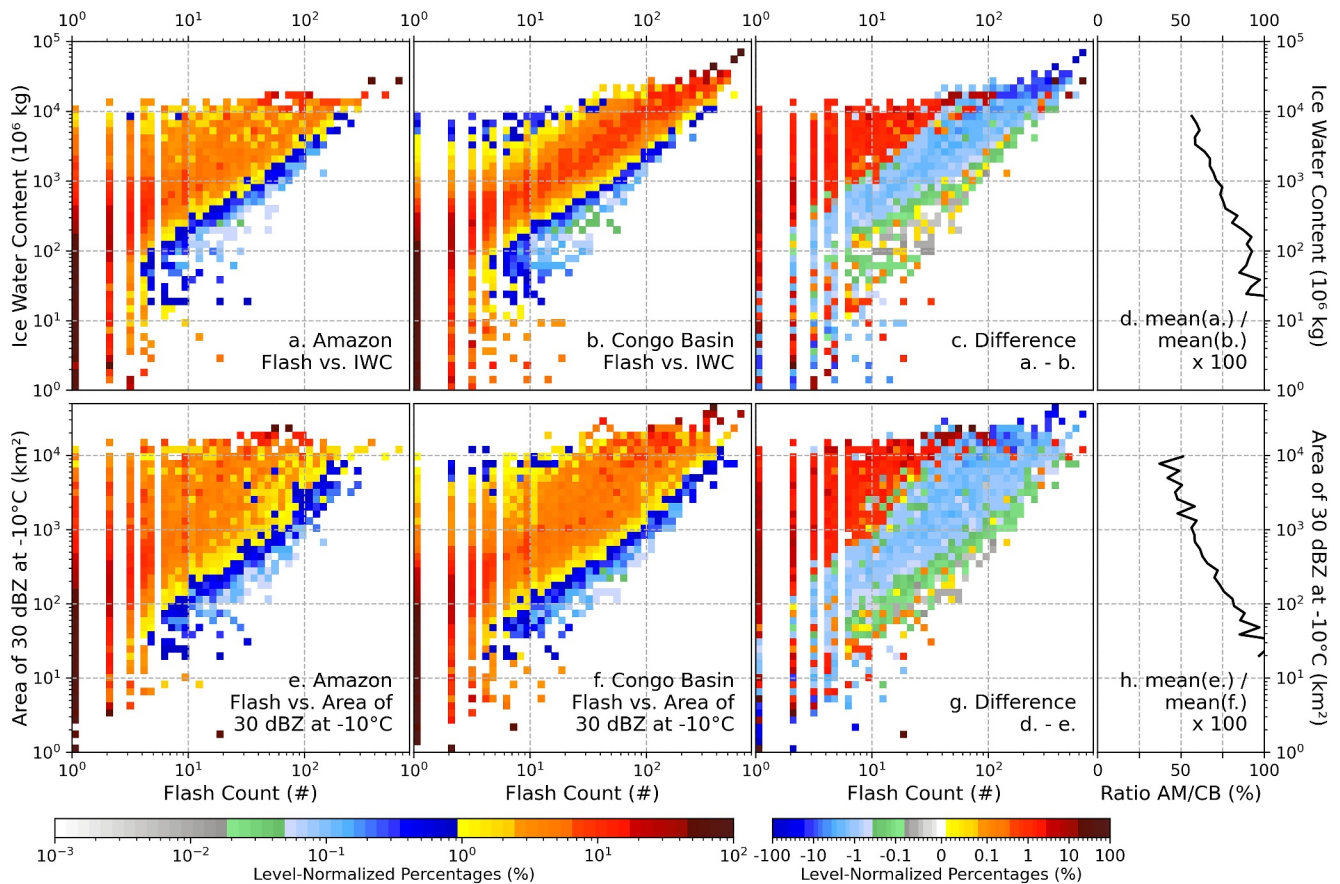 10⁰ 10¹ 10² 10⁰ 10¹ 10² 10¹ 10² 0 50 100
10⁵ 10⁵
10⁴ 10⁴
10³ 10³
10² 10²
10¹ 10¹
10⁰ 10⁰
Ice Water Content (10⁶ kg)
a. Amazon
Flash vs. IWC
b. Congo Basin
Flash vs. IWC
c. Difference
a. - b.
d. mean(a.) /
mean(b.)
x 100
Ice Water Content (10⁶ kg)
10⁴ 10⁴
10³ 10³
10² 10²
10¹ 10¹
10⁰ 10⁰
Area of 30 dBZ at -10°C (km²)
e. Amazon
Flash vs. Area of
30 dBZ at -10°C
f. Congo Basin
Flash vs. Area of
30 dBZ at -10°C
g. Difference
d. - e.
h. mean(e.) /
mean(f.)
x 100
Area of 30 dBZ at -10°C (km²)
10⁰ 10¹ 10² 10⁰ 10¹ 10² 10¹ 10² 0 50 100
Flash Count (#) Flash Count (#) Flash Count (#) Ratio AM/CB (%)
10⁻³ 10⁻² 10⁻¹ 10⁰ 10¹ 10²
Level-Normalized Percentages (%)
-100 -10 -1 -0.1 0 0.1 1 10 100
Level-Normalized Percentages (%)